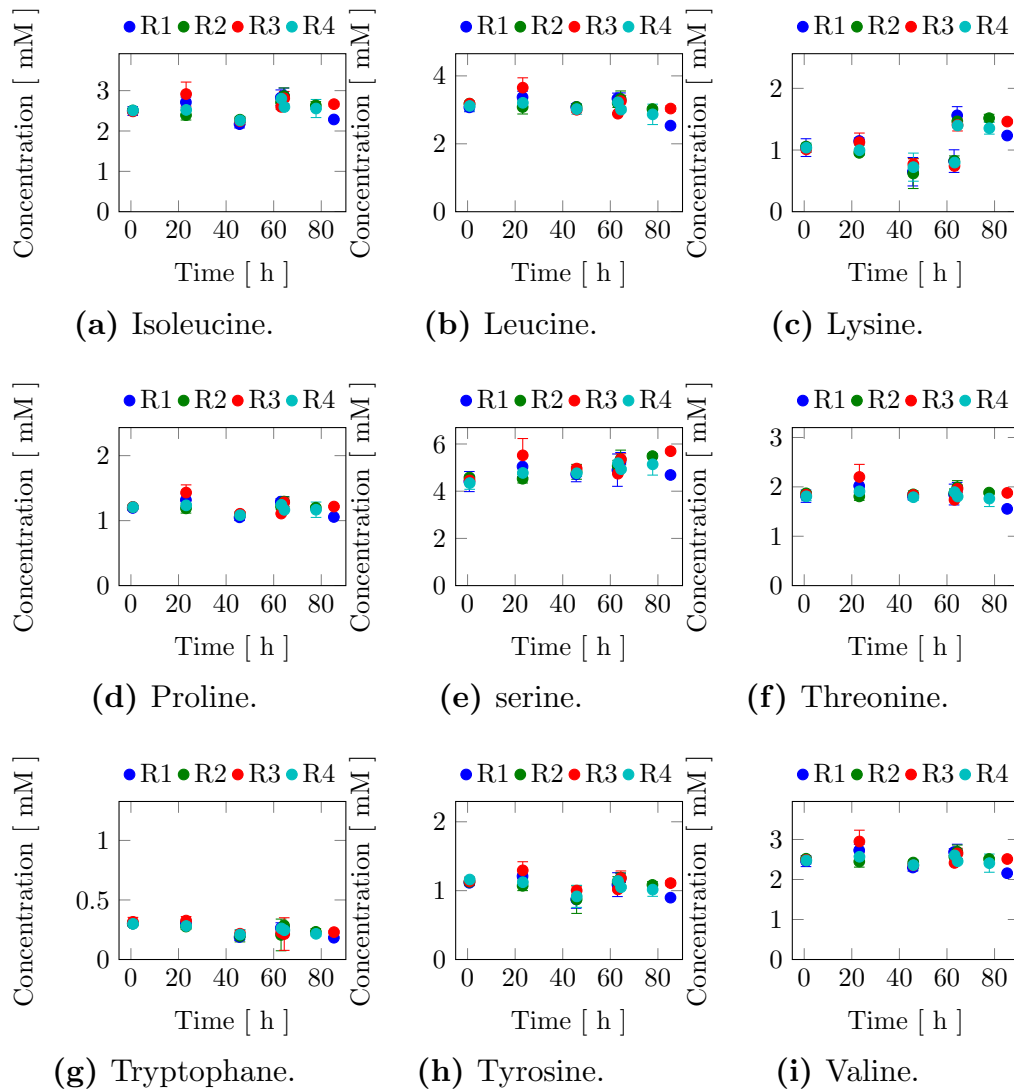 R1 R2 R3 R4
Concentration [ mM ]
3
2
1
0
0 20 40 60 80
Time [ h ]
(a) Isoleucine.
R1 R2 R3 R4
Concentration [ mM ]
4
2
0
0 20 40 60 80
Time [ h ]
(b) Leucine.
R1 R2 R3 R4
Concentration [ mM ]
2
1
0
0 20 40 60 80
Time [ h ]
(c) Lysine.
R1 R2 R3 R4
Concentration [ mM ]
2
1
0
0 20 40 60 80
Time [ h ]
(d) Proline.
R1 R2 R3 R4
Concentration [ mM ]
6
4
2
0
0 20 40 60 80
Time [ h ]
(e) serine.
R1 R2 R3 R4
Concentration [ mM ]
3
2
1
0
0 20 40 60 80
Time [ h ]
(f) Threonine.
R1 R2 R3 R4
Concentration [ mM ]
1
0.5
0
0 20 40 60 80
Time [ h ]
(g) Tryptophane.
R1 R2 R3 R4
Concentration [ mM ]
2
1
0
0 20 40 60 80
Time [ h ]
(h) Tyrosine.
R1 R2 R3 R4
Concentration [ mM ]
3
2
1
0
0 20 40 60 80
Time [ h ]
(i) Valine.